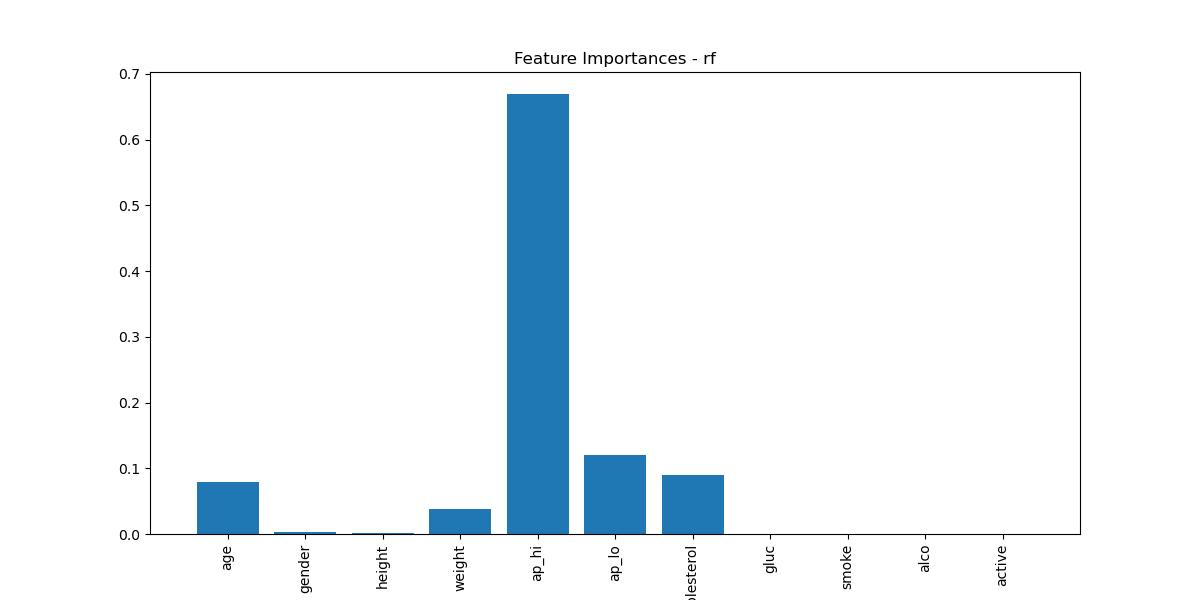 Feature Importances - rf
0.7
0.6
0.5
0.4
0.3
0.2
0.1
0.0
age
gender
height
weight
ap_hi
ap_lo
olesterol
gluc
smoke
alco
active